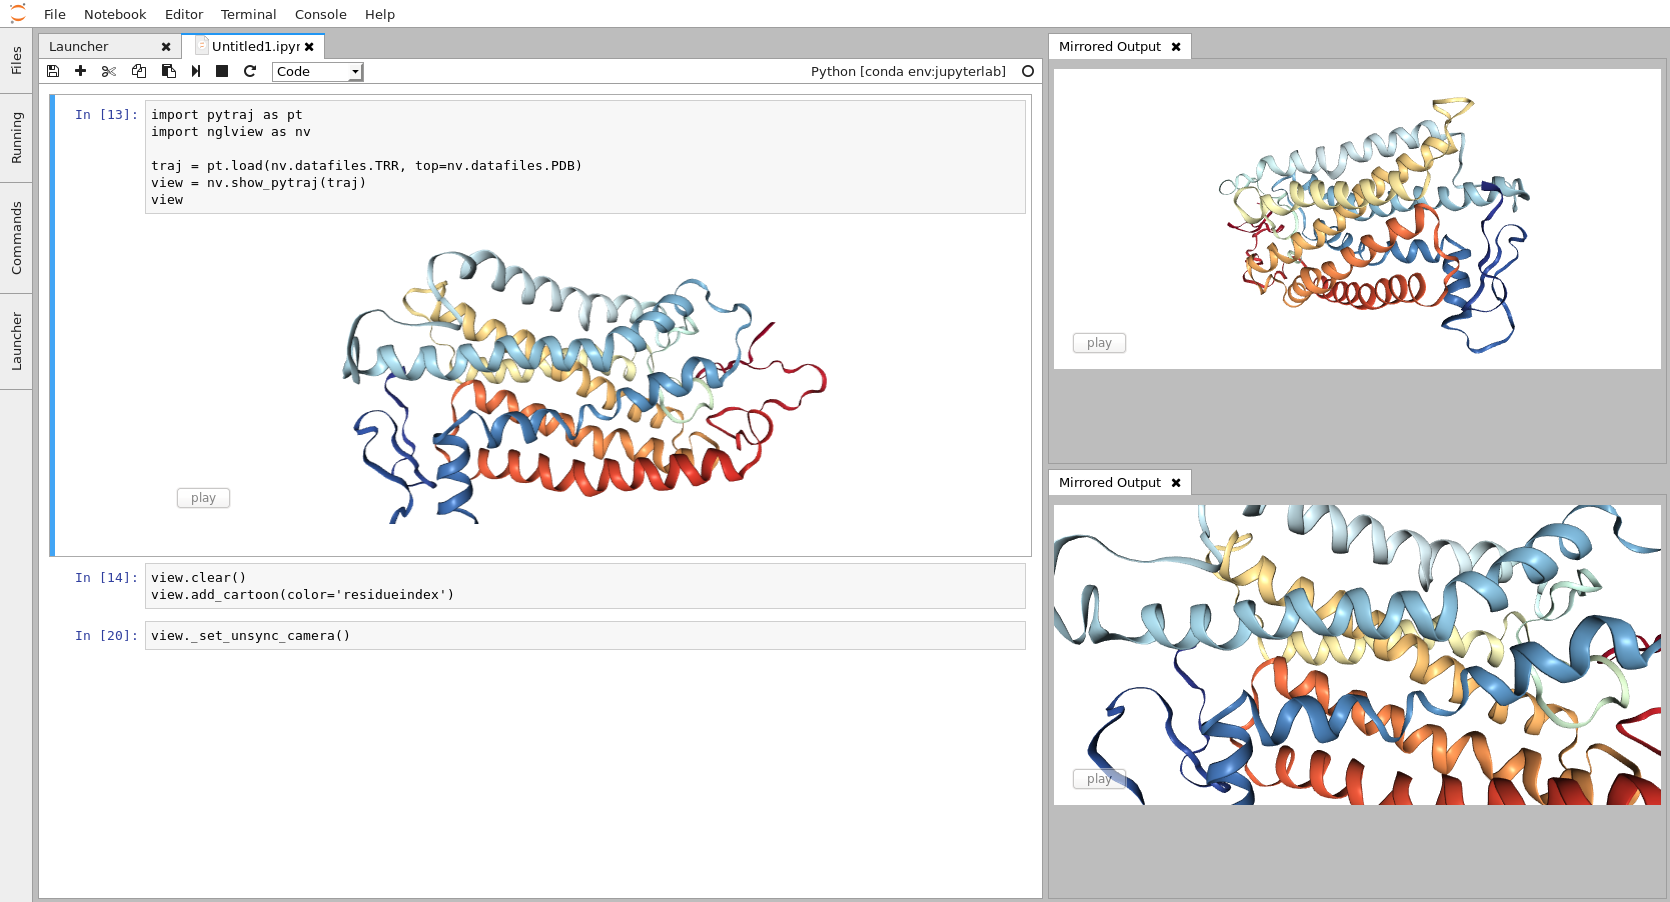 File Notebook Editor Terminal Console Help
Files
Running
Commands
Launcher
Launcher
Untitled1.ipyr
Code
Python [conda env:jupyterlab]
In [13]:
import pytraj as pt
import nglview as nv
traj = pt.load(nv.datafiles.TRR, top=nv.datafiles.PDB)
view = nv.show_pytraj(traj)
view
play
In [14]:
view.clear()
view.add_cartoon(color='residueindex')
In [20]:
view._set_unsync_camera()
Mirrored Output
play
Mirrored Output
play